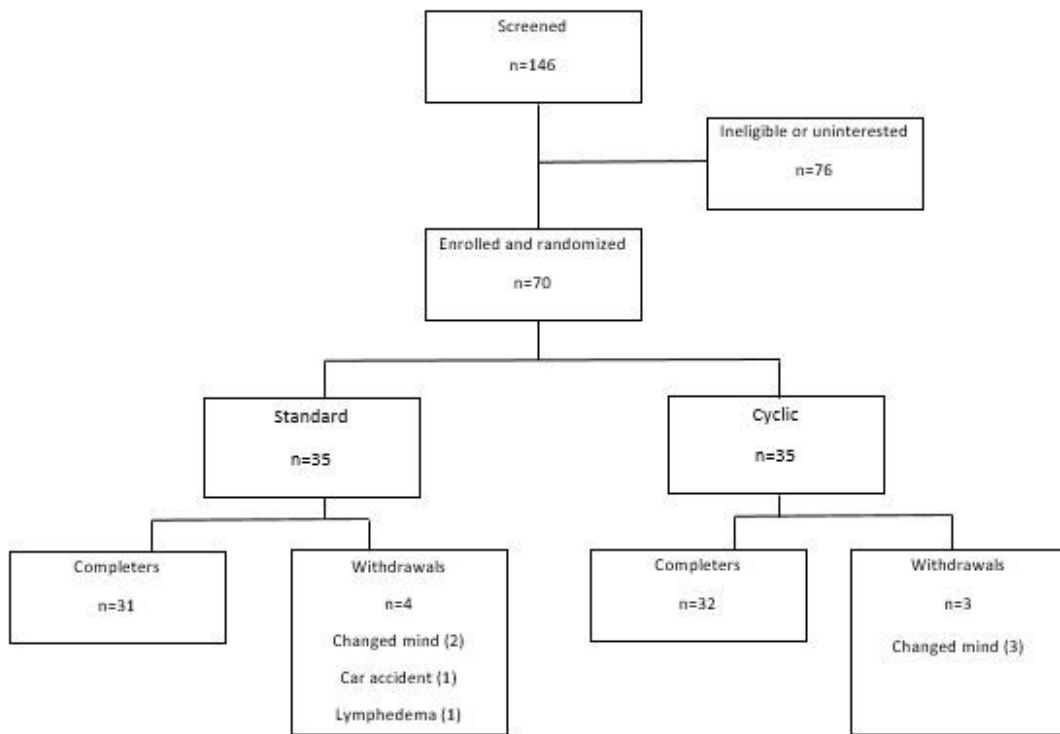 Screened
n=146
Ineligible or uninterested
n=76
Enrolled and randomized
n=70
Standard
n=35
Cyclic
n=35
Completers
n=31
Withdrawals
n=4
Changed mind (2)
Car accident (1)
Lymphedema (1)
Completers
n=32
Withdrawals
n=3
Changed mind (3)